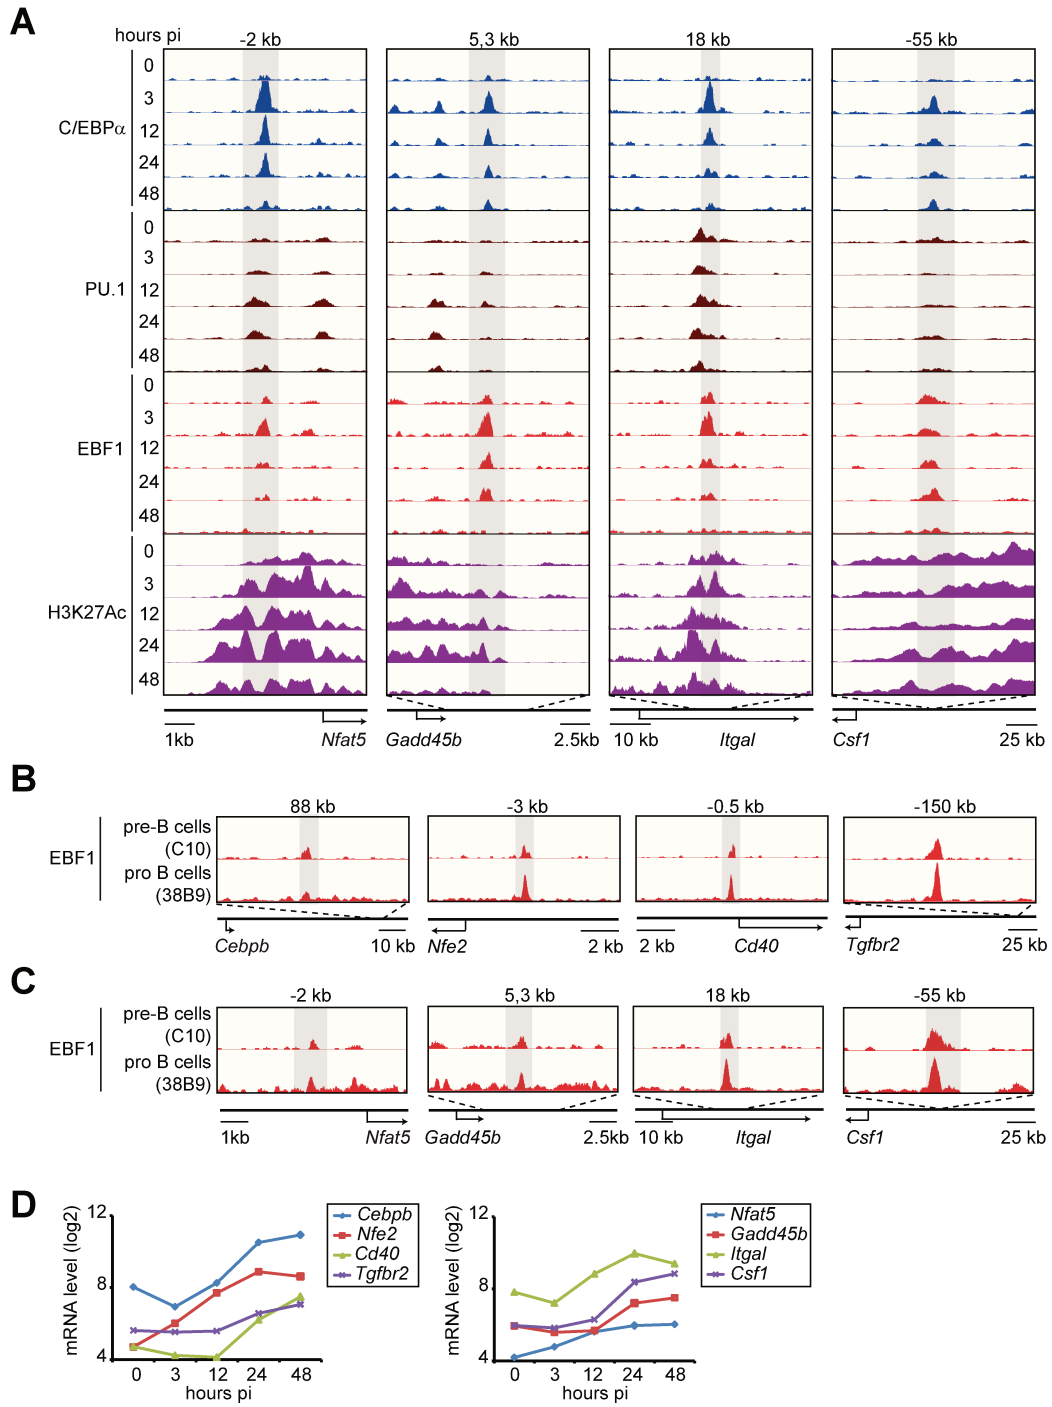 A
hours pi -2 kb 5,3 kb 18 kb -55 kb
C/EBPα
0
3
12
24
48
PU.1
0
3
12
24
48
EBF1
0
3
12
24
48
H3K27Ac
0
3
12
24
48
1kb Nfat5 Gadd45b 2.5kb 10 kb Itgal Csf1 25 kb
B
88 kb -3 kb -0.5 kb -150 kb
EBF1
pre-B cells
(C10)
pro B cells
(38B9)
Cebpb 10 kb Nfe2 2 kb 2 kb Cd40 Tgfbr2 25 kb
C
-2 kb 5,3 kb 18 kb -55 kb
EBF1
pre-B cells
(C10)
pro B cells
(38B9)
1kb Nfat5 Gadd45b 2.5kb 10 kb Itgal Csf1 25 kb
D
mRNA level (log2)
12
8
4
0 3 12 24 48
hours pi
Cebpb
Nfe2
Cd40
Tgfbr2
mRNA level (log2)
12
8
4
0 3 12 24 48
hours pi
Nfat5
Gadd45b
Itgal
Csf1